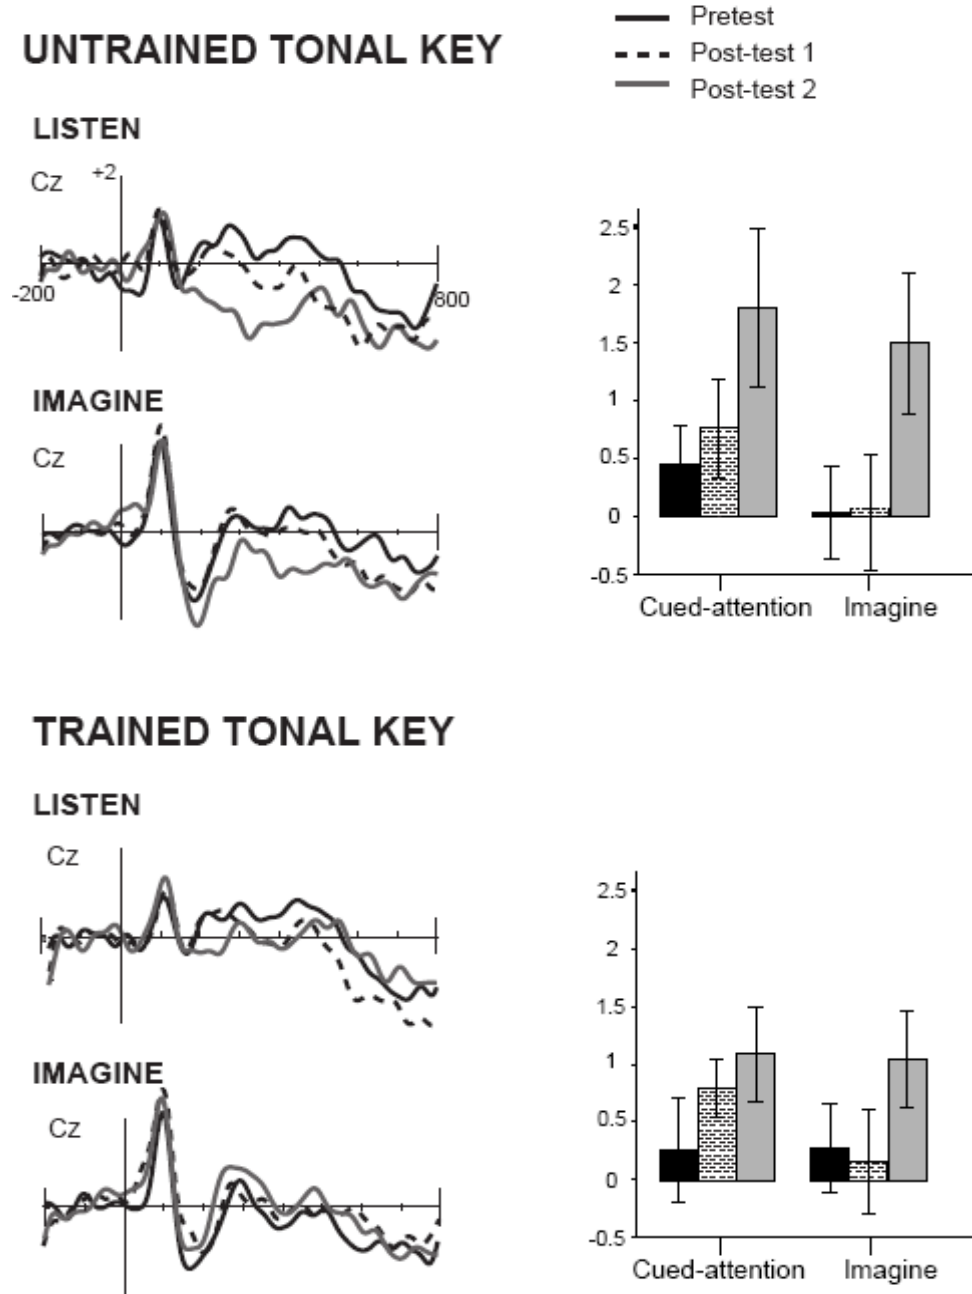 Pretest
Post-test 1
Post-test 2
UNTRAINED TONAL KEY
LISTEN
Cz
+2
-200
800
IMAGINE
Cz
2.5
2
1.5
1
0.5
0
-0.5
Cued-attention
Imagine
TRAINED TONAL KEY
LISTEN
Cz
IMAGINE
Cz
2.5
2
1.5
1
0.5
0
-0.5
Cued-attention
Imagine